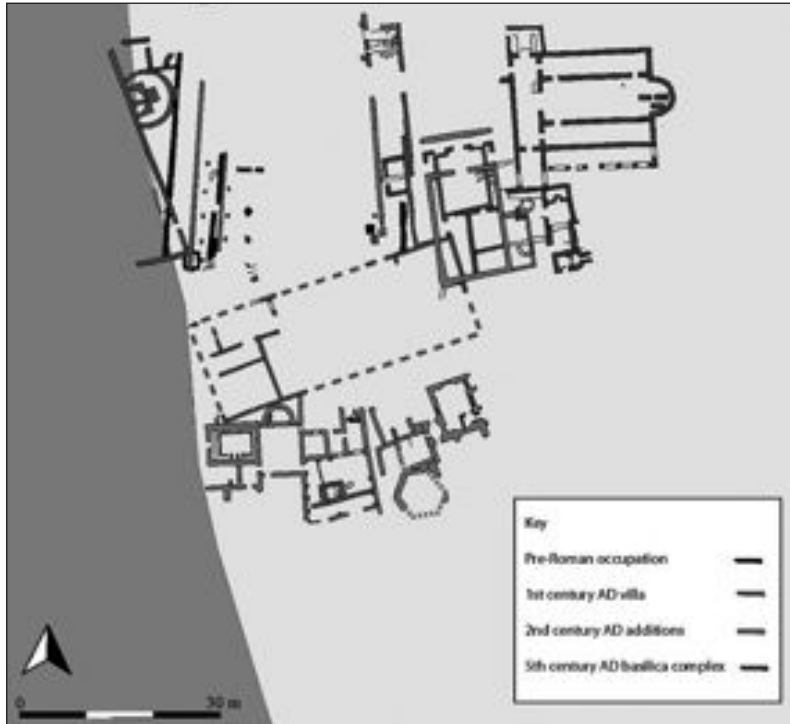 Key
Pre-Roman occupation
1st century AD villa
2nd century AD additions
5th century AD basilica complex
0 30 m